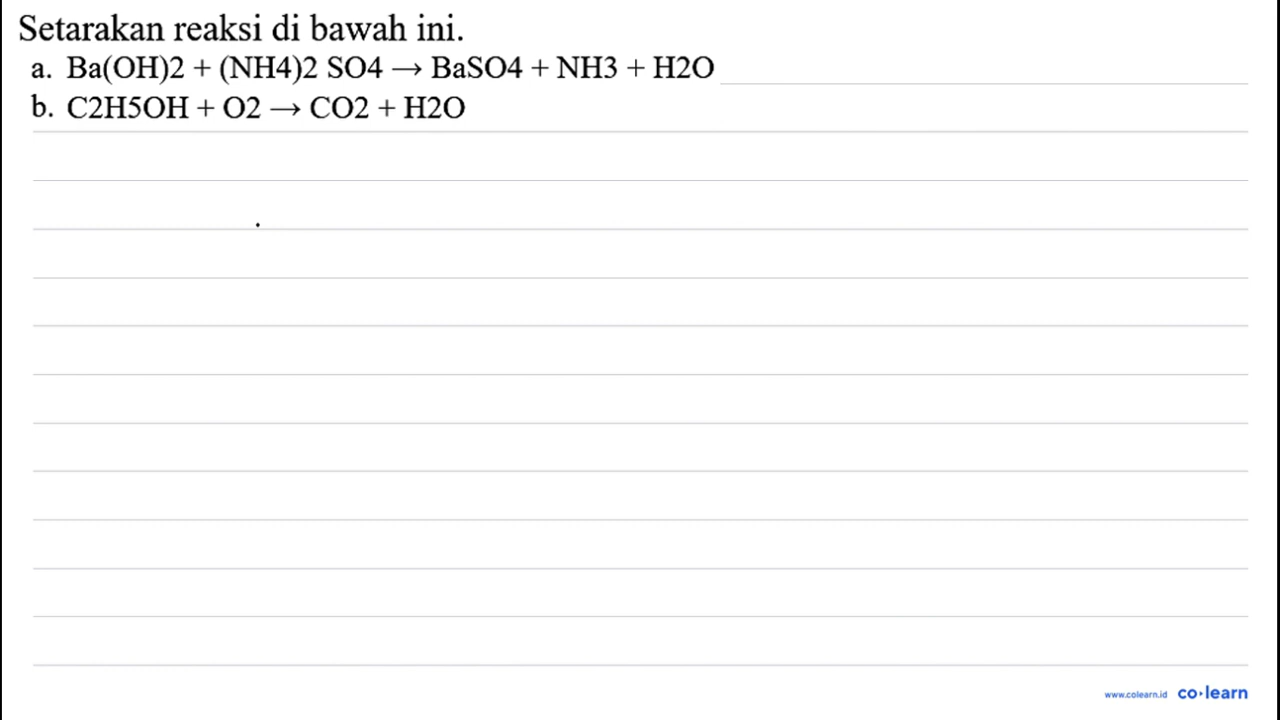 Setarakan reaksi di bawah ini.
a. Ba(OH)2 + (NH4)2 SO4 → BaSO4 + NH3 + H2O
b. C2H5OH + O2 → CO2 + H2O
www.colearn.id co·learn